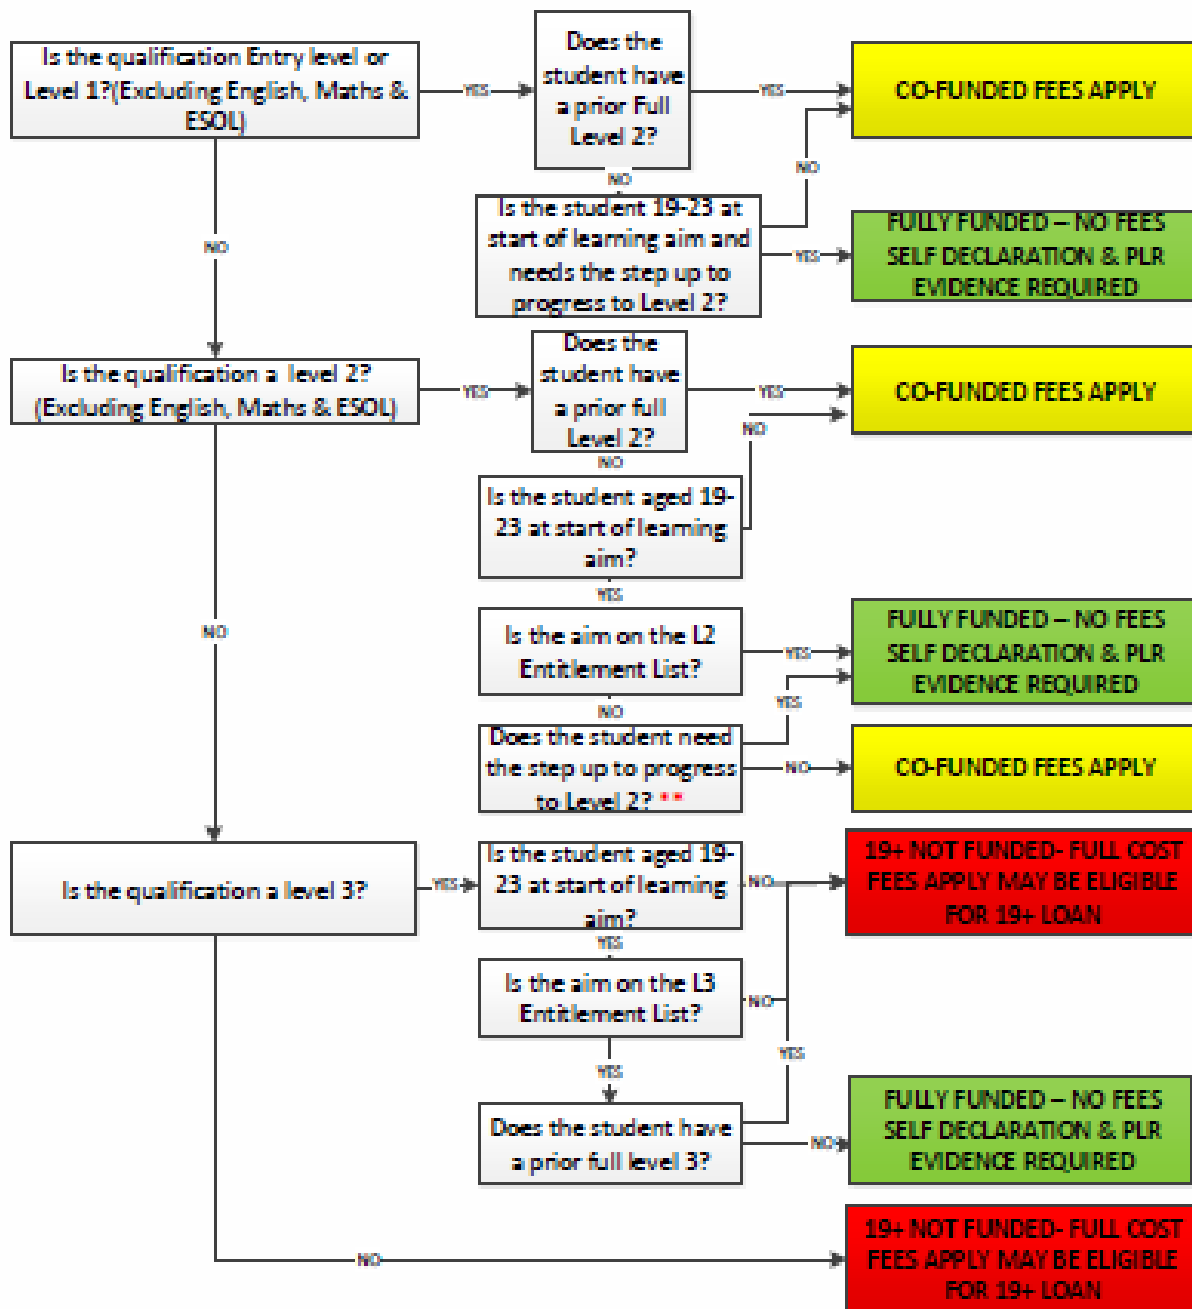 Is the qualification Entry level or
Level 1?(Excluding English, Maths &
ESOL)
YES
Does the
student have
a prior Full
Level 2?
YES
CO-FUNDED FEES APPLY
NO
NO
Is the student 19-23 at
start of learning aim and
needs the step up to
progress to Level 2?
YES
FULLY FUNDED – NO FEES
SELF DECLARATION & PLR
EVIDENCE REQUIRED
NO
Is the qualification a level 2?
(Excluding English, Maths & ESOL)
YES
Does the
student have
a prior full
Level 2?
YES
CO-FUNDED FEES APPLY
NO
NO
Is the student aged 19-
23 at start of learning
aim?
YES
Is the aim on the L2
Entitlement List?
YES
FULLY FUNDED – NO FEES
SELF DECLARATION & PLR
EVIDENCE REQUIRED
NO
YES
Does the student need
the step up to progress
to Level 2? **
NO
CO-FUNDED FEES APPLY
NO
Is the qualification a level 3?
YES
Is the student aged 19-
23 at start of learning
aim?
NO
19+ NOT FUNDED- FULL COST
FEES APPLY MAY BE ELIGIBLE
FOR 19+ LOAN
YES
Is the aim on the L3
Entitlement List?
NO
YES
YES
Does the student have
a prior full level 3?
NO
FULLY FUNDED – NO FEES
SELF DECLARATION & PLR
EVIDENCE REQUIRED
NO
19+ NOT FUNDED- FULL COST
FEES APPLY MAY BE ELIGIBLE
FOR 19+ LOAN